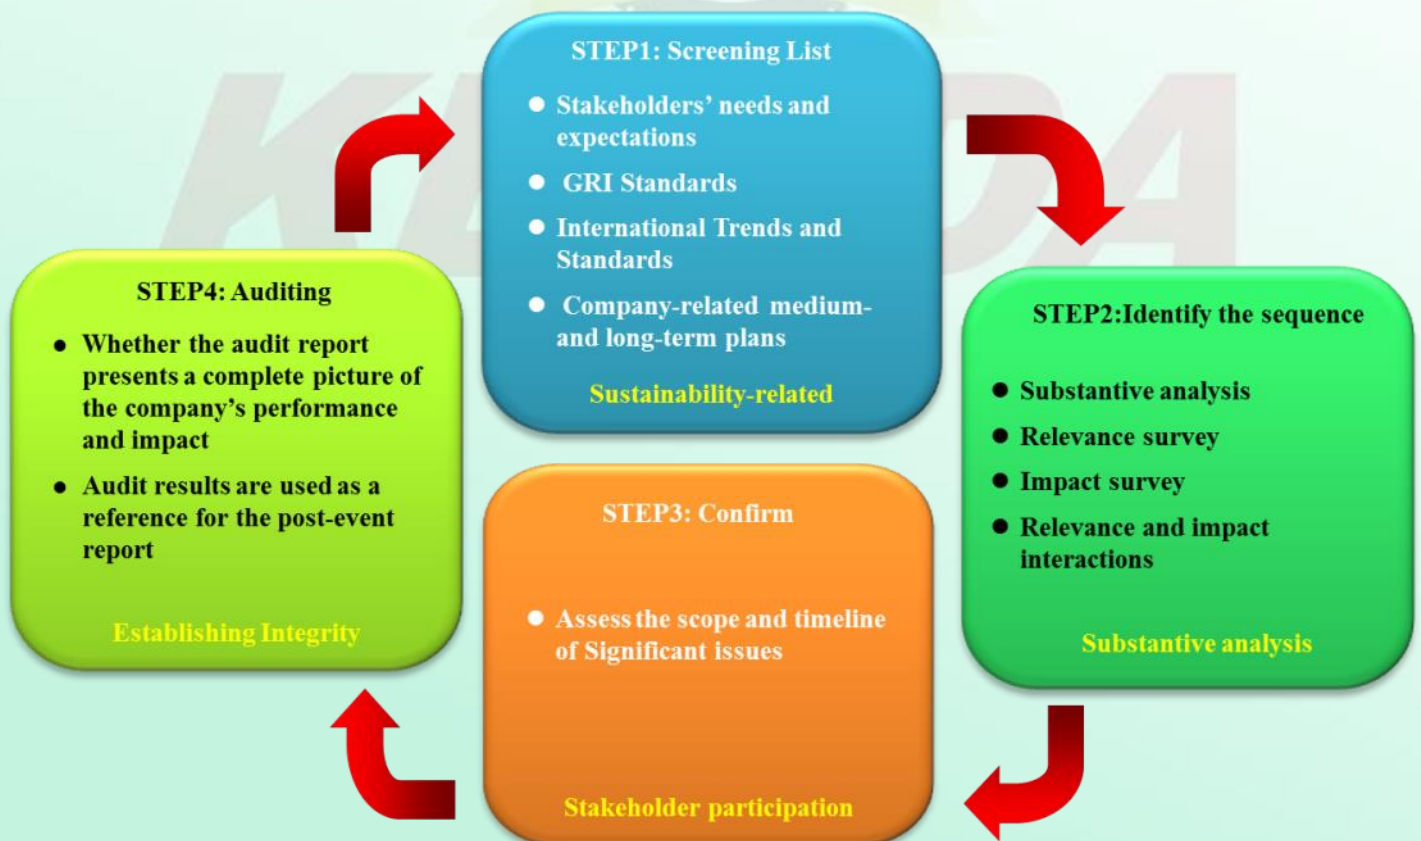 STEP1: Screening List
● Stakeholders’ needs and
expectations
● GRI Standards
● International Trends and
Standards
● Company-related medium-
and long-term plans
Sustainability-related
STEP2:Identify the sequence
● Substantive analysis
● Relevance survey
● Impact survey
● Relevance and impact
interactions
Substantive analysis
STEP3: Confirm
● Assess the scope and timeline
of Significant issues
Stakeholder participation
STEP4: Auditing
● Whether the audit report
presents a complete picture of
the company’s performance
and impact
● Audit results are used as a
reference for the post-event
report
Establishing Integrity